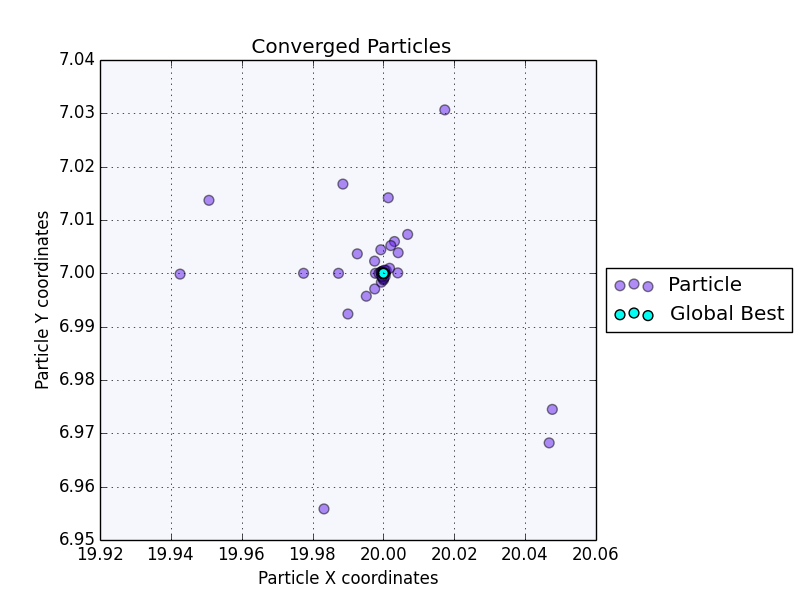 Converged Particles
7.04
7.03
7.02
7.01
7.00
6.99
6.98
6.97
6.96
6.95
Particle Y coordinates
19.92 19.94 19.96 19.98 20.00 20.02 20.04 20.06
Particle X coordinates
Particle
Global Best